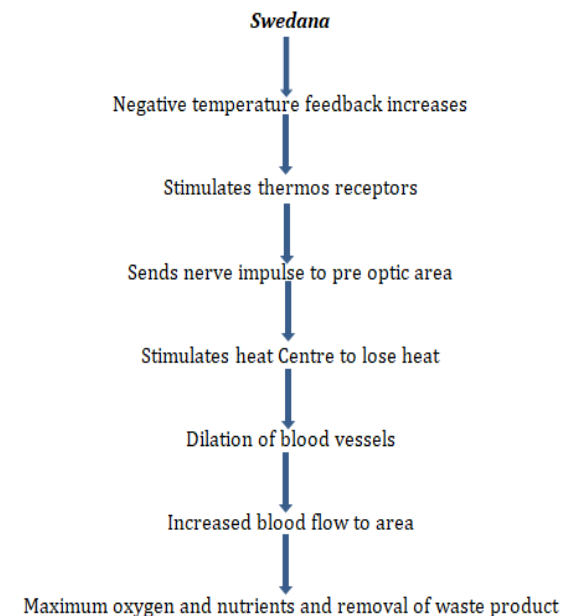 Swedana
Negative temperature feedback increases
Stimulates thermos receptors
Sends nerve impulse to pre optic area
Stimulates heat Centre to lose heat
Dilation of blood vessels
Increased blood flow to area
Maximum oxygen and nutrients and removal of waste product